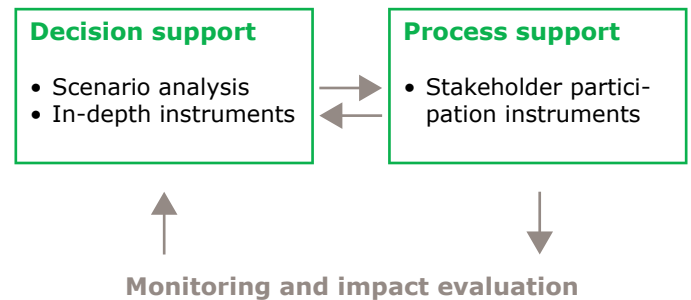 Decision support
• Scenario analysis
• In-depth instruments
Process support
• Stakeholder partici-
pation instruments
Monitoring and impact evaluation